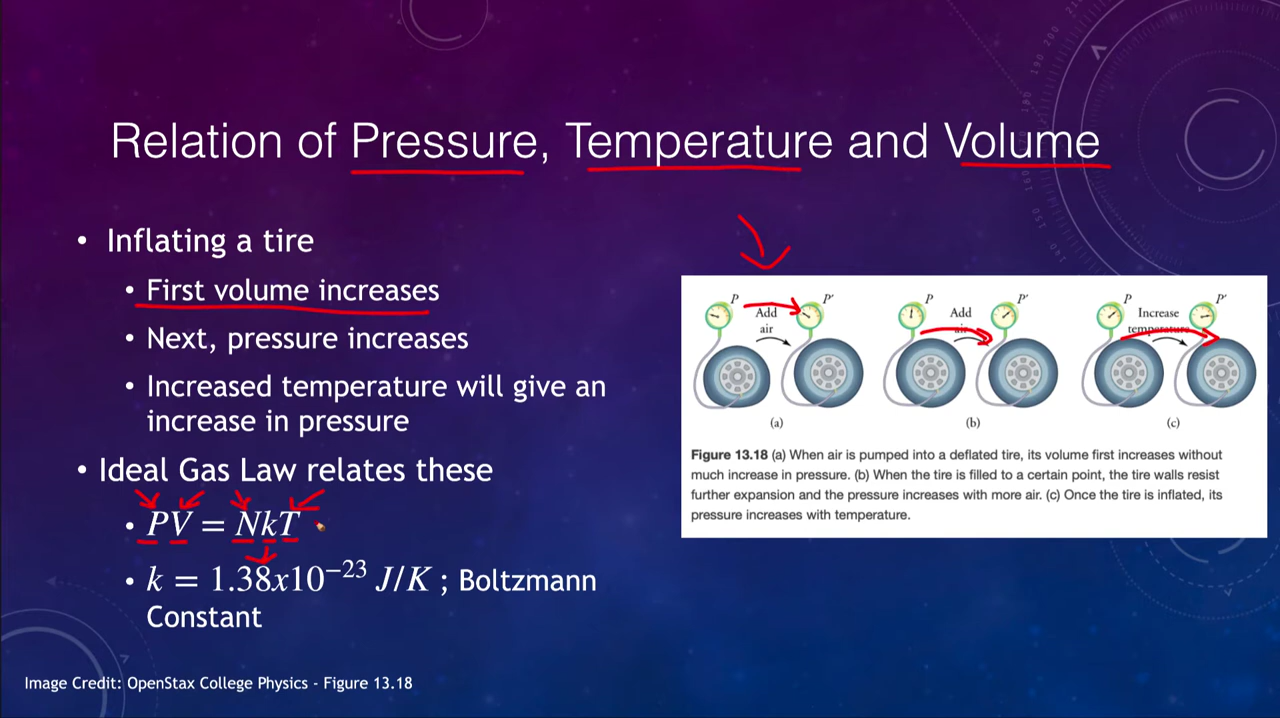 Relation of Pressure, Temperature and Volume
• Inflating a tire
• First volume increases
• Next, pressure increases
• Increased temperature will give an
increase in pressure
• Ideal Gas Law relates these
• PV = NkT
• k = 1.38x10⁻²³ J/K ; Boltzmann
Constant
P P′ P P′ P P′
Add Add Increase
air air temperature
(a) (b) (c)
Figure 13.18 (a) When air is pumped into a deflated tire, its volume first increases without
much increase in pressure. (b) When the tire is filled to a certain point, the tire walls resist
further expansion and the pressure increases with more air. (c) Once the tire is inflated, its
pressure increases with temperature.
Image Credit: OpenStax College Physics - Figure 13.18